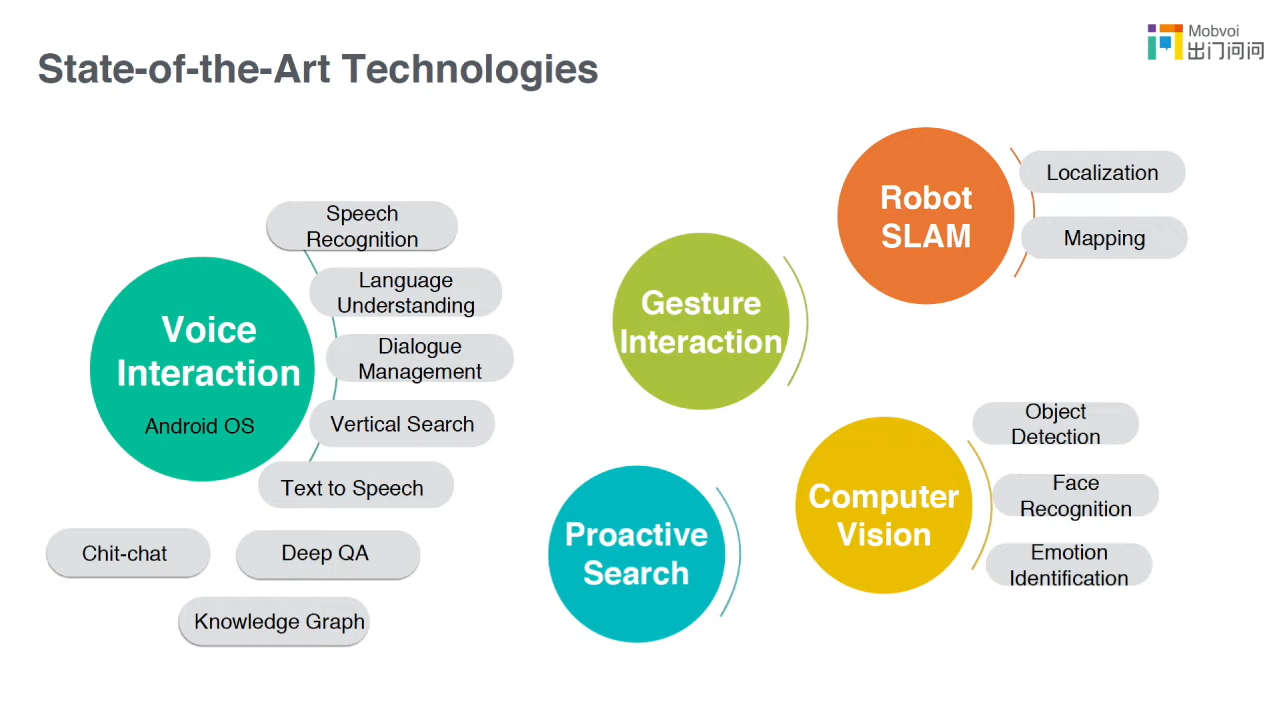 State-of-the-Art Technologies
Mobvoi
出门问问
Voice
Interaction
Android OS
Speech
Recognition
Language
Understanding
Dialogue
Management
Vertical Search
Text to Speech
Chit-chat
Deep QA
Knowledge Graph
Gesture
Interaction
Proactive
Search
Robot
SLAM
Localization
Mapping
Computer
Vision
Object
Detection
Face
Recognition
Emotion
Identification